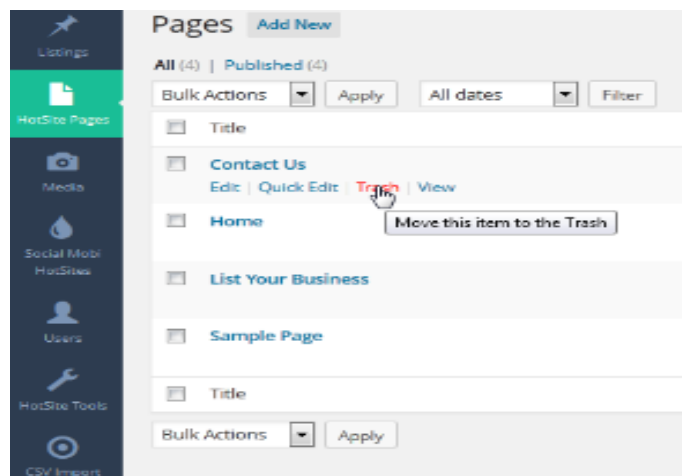 Listings
HotSite Pages
Media
Social Mobi
HotSites
Users
HotSite Tools
CSV Import
Pages Add New
All (4) | Published (4)
Bulk Actions Apply All dates Filter
Title
Contact Us
Edit | Quick Edit | Trash | View
Move this item to the Trash
Home
List Your Business
Sample Page
Title
Bulk Actions Apply